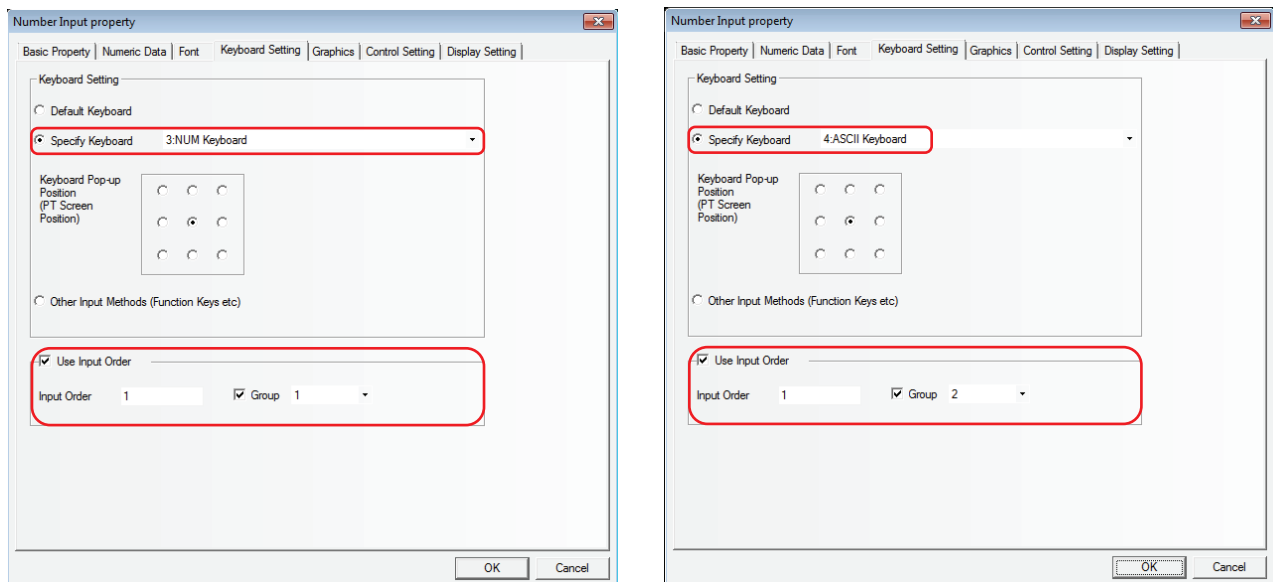 Number Input property
Basic Property Numeric Data Font Keyboard Setting Graphics Control Setting Display Setting
Keyboard Setting
Default Keyboard
Specify Keyboard 3:NUM Keyboard
Keyboard Pop-up
Position
(PT Screen
Position)
Other Input Methods (Function Keys etc)
Use Input Order
Input Order 1 Group 1
OK Cancel
Number Input property
Basic Property Numeric Data Font Keyboard Setting Graphics Control Setting Display Setting
Keyboard Setting
Default Keyboard
Specify Keyboard 4:ASCII Keyboard
Keyboard Pop-up
Position
(PT Screen
Position)
Other Input Methods (Function Keys etc)
Use Input Order
Input Order 1 Group 2
OK Cancel